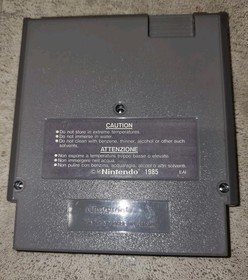 CAUTION
●Do not store in extreme temperatures.
●Do not immerse in water.
●Do not clean with benzene, thinner, alcohol or other such
solvents.
ATTENZIONE
●Non esporre a temperature troppo basse o elevate.
●Non immergere nell'acqua.
●Non pulire con benzina, acquaragia, alcool o altri solventi.
© Nintendo 1985